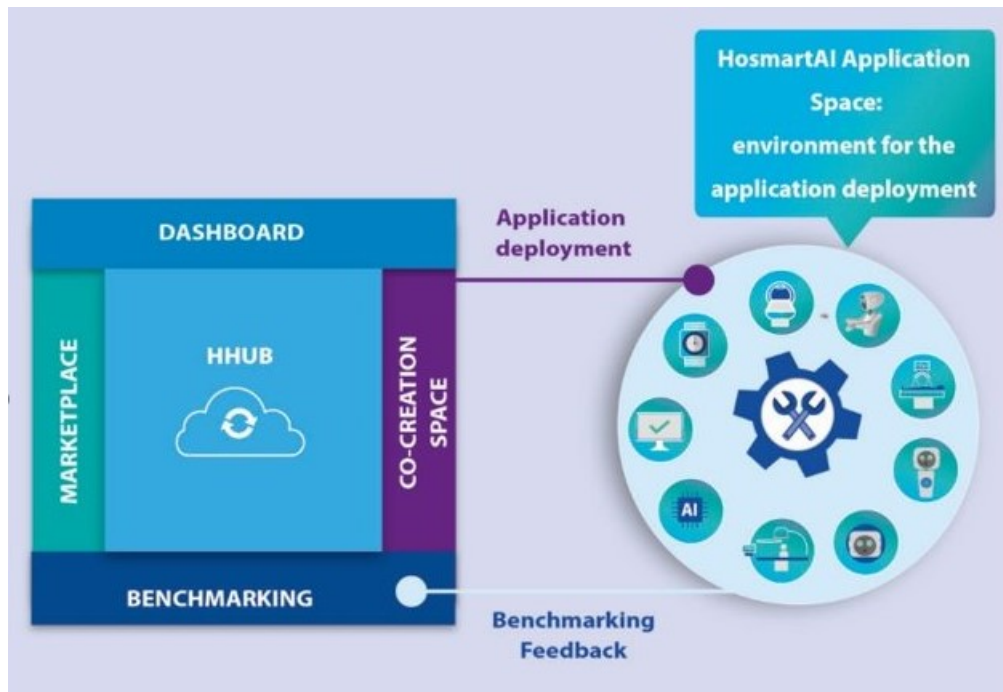 HosmartAI Application
Space:
environment for the
application deployment
Application
deployment
DASHBOARD
MARKETPLACE
HHUB
CO-CREATION
SPACE
AI
BENCHMARKING
Benchmarking
Feedback